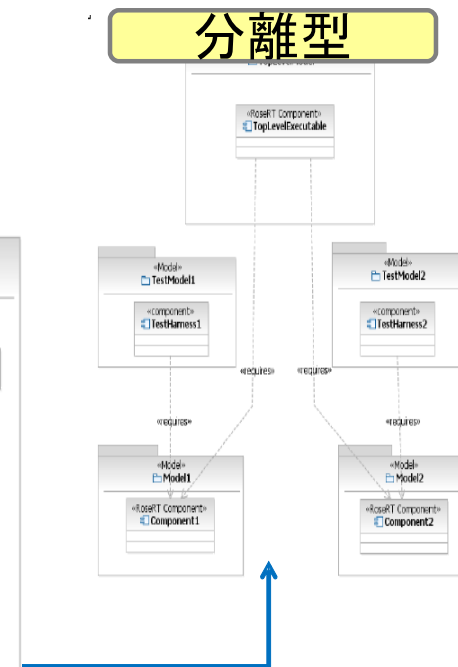 分離型
«RoseRT Component»
TopLevelExecutable
«Model»
TestModel1
«component»
TestHarness1
«Model»
TestModel2
«component»
TestHarness2
«requires»
«requires»
«requires»
«requires»
«Model»
Model1
«RoseRT Component»
Component1
«Model»
Model2
«RoseRT Component»
Component2